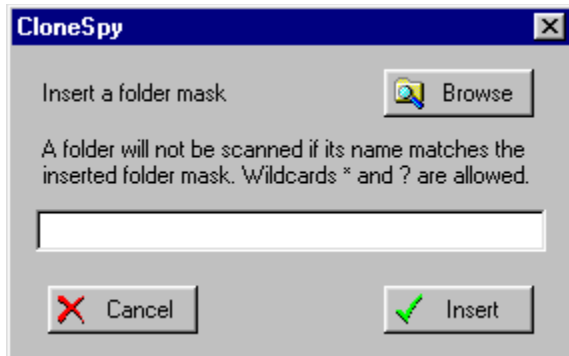 CloneSpy
Insert a folder mask
Browse
A folder will not be scanned if its name matches the
inserted folder mask. Wildcards * and ? are allowed.
Cancel
Insert